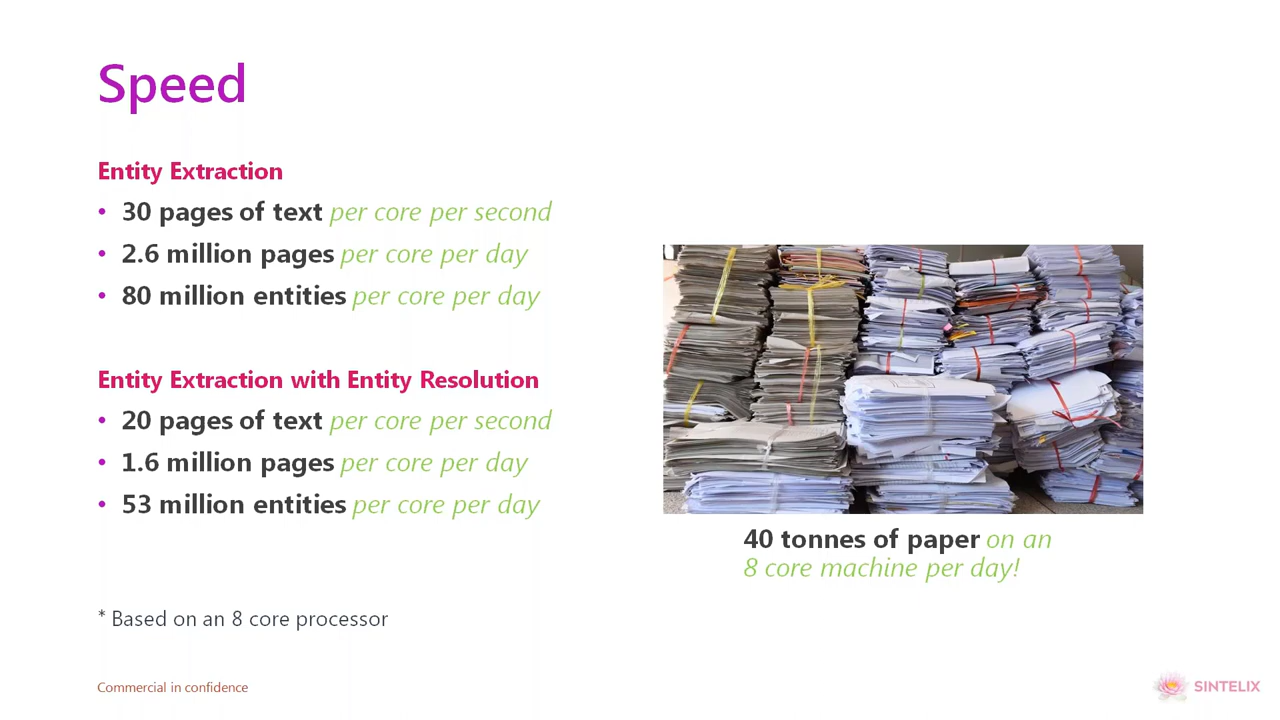 Speed
Entity Extraction
• 30 pages of text per core per second
• 2.6 million pages per core per day
• 80 million entities per core per day
Entity Extraction with Entity Resolution
• 20 pages of text per core per second
• 1.6 million pages per core per day
• 53 million entities per core per day
40 tonnes of paper on an
8 core machine per day!
* Based on an 8 core processor
Commercial in confidence
SINTELIX